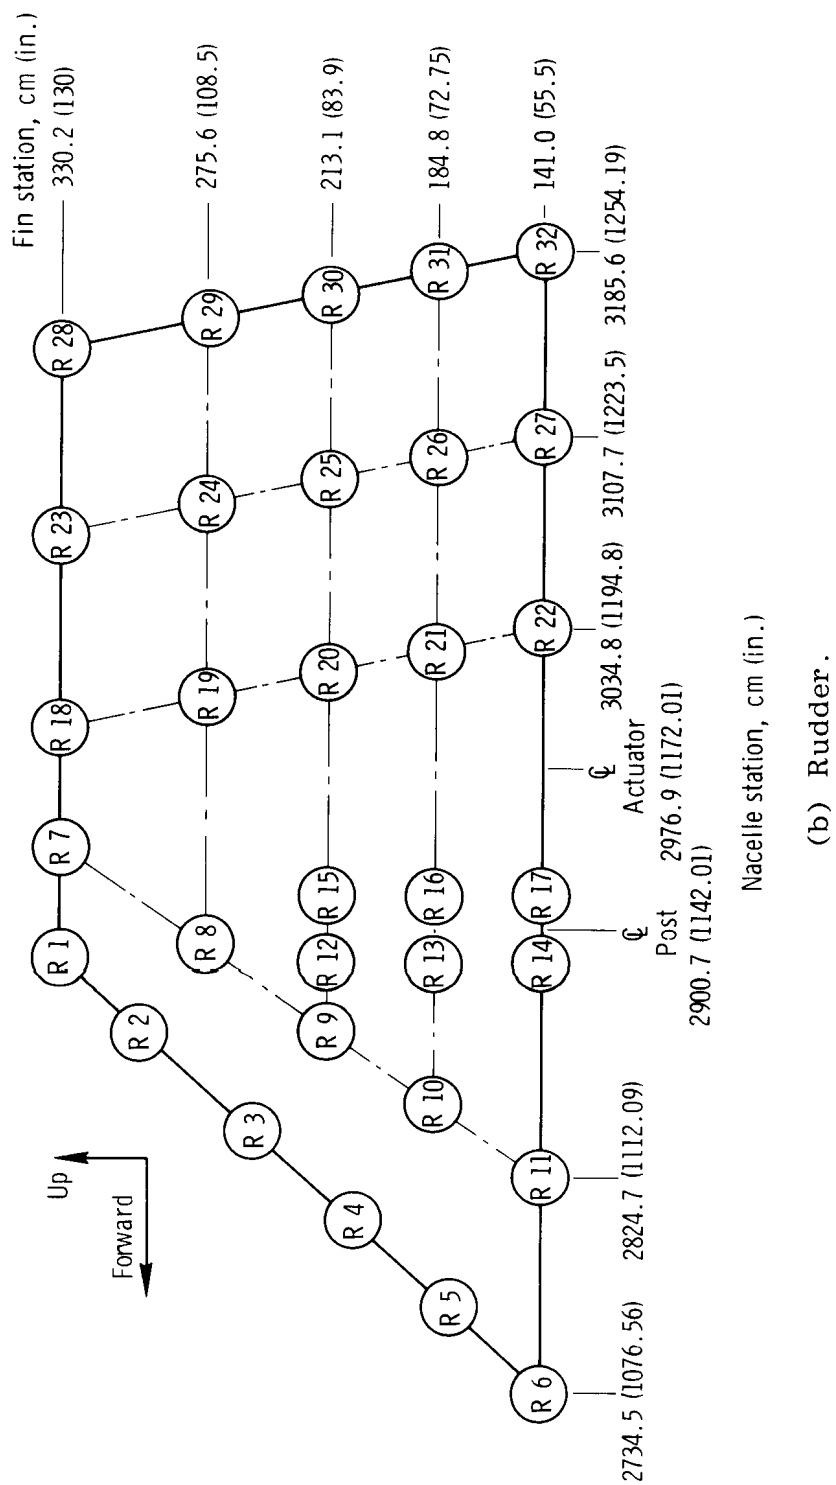 Fin station, cm (in.)
R 1
R 7
R 18
R 23
R 28
330.2 (130)
Up
Forward
R 2
R 8
R 19
R 24
R 29
275.6 (108.5)
R 3
R 9
R 12
R 15
R 20
R 25
R 30
213.1 (83.9)
R 4
R 10
R 13
R 16
R 21
R 26
R 31
184.8 (72.75)
R 5
R 6
R 11
R 14
R 17
R 22
R 27
R 32
141.0 (55.5)
2734.5 (1076.56)
2824.7 (1112.09)
℄
Post
2900.7 (1142.01)
℄
Actuator
2976.9 (1172.01)
3034.8 (1194.8)
3107.7 (1223.5)
3185.6 (1254.19)
Nacelle station, cm (in.)
(b) Rudder.